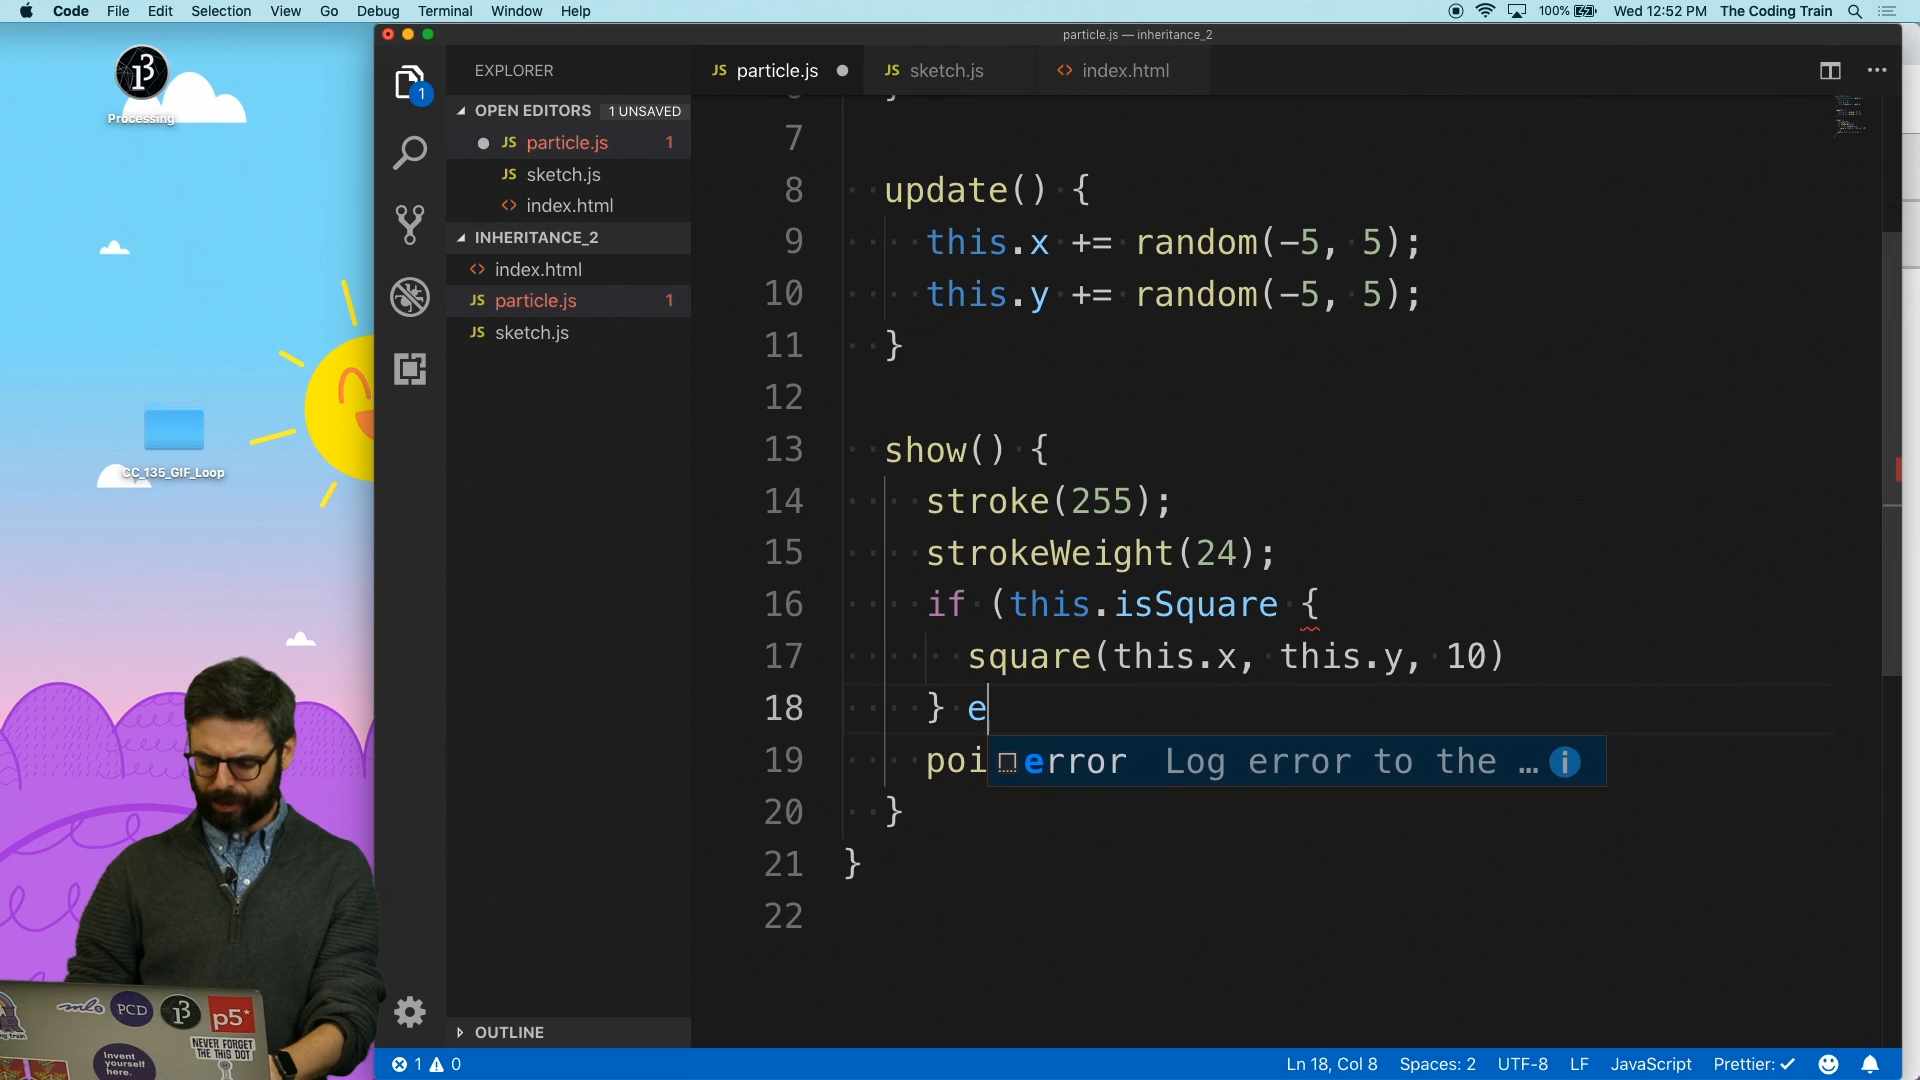 Code File Edit Selection View Go Debug Terminal Window Help 100% Wed 12:52 PM The Coding Train
particle.js — inheritance_2
Processing
CC_135_GIF_Loop
EXPLORER
OPEN EDITORS 1 UNSAVED
JS particle.js 1
JS sketch.js
<> index.html
INHERITANCE_2
<> index.html
JS particle.js 1
JS sketch.js
OUTLINE
JS particle.js
JS sketch.js
<> index.html
7
8 update() {
9 this.x += random(-5, 5);
10 this.y += random(-5, 5);
11 }
12
13 show() {
14 stroke(255);
15 strokeWeight(24);
16 if (this.isSquare {
17 square(this.x, this.y, 10)
18 } e
19 poi
error Log error to the …
20 }
21 }
22
1
mlo
PCD
p5*
NEVER FORGET
THE THIS DOT
Invent
yourself
here.
1 0
Ln 18, Col 8 Spaces: 2 UTF-8 LF JavaScript Prettier: ✓